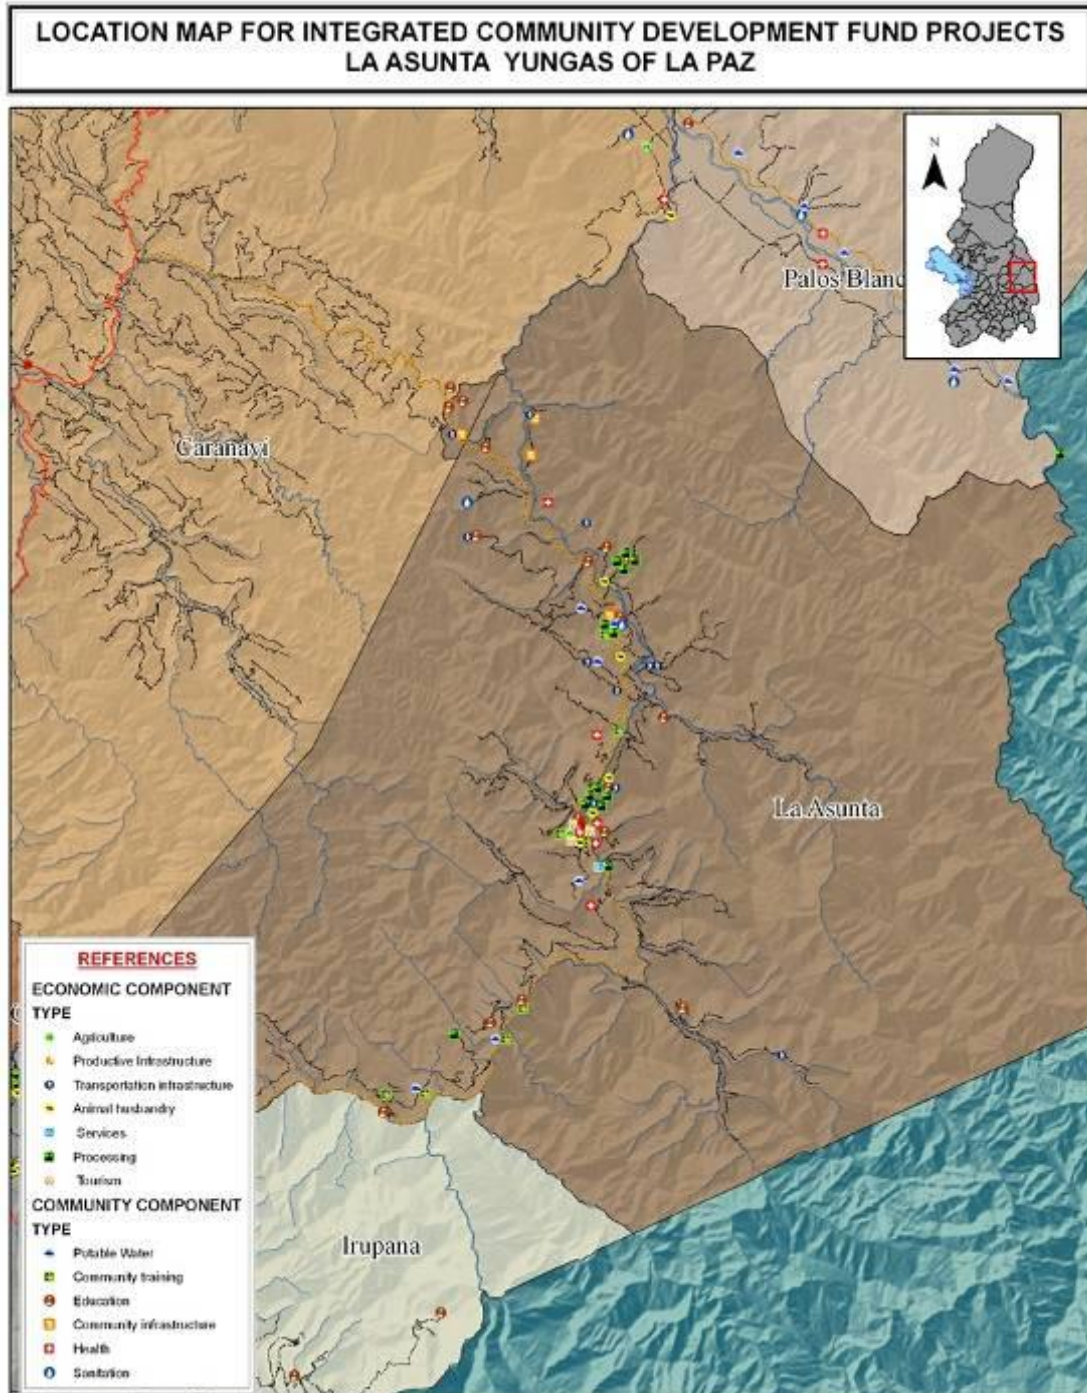 LOCATION MAP FOR INTEGRATED COMMUNITY DEVELOPMENT FUND PROJECTS
LA ASUNTA YUNGAS OF LA PAZ
N
Palos Blanc
Caranavi
La Asunta
Irupana
REFERENCES
ECONOMIC COMPONENT
TYPE
Agriculture
Productive Infrastructure
Transportation infrastructure
Animal husbandry
Services
Processing
Tourism
COMMUNITY COMPONENT
TYPE
Potable Water
Community training
Education
Community infrastructure
Health
Sanitation